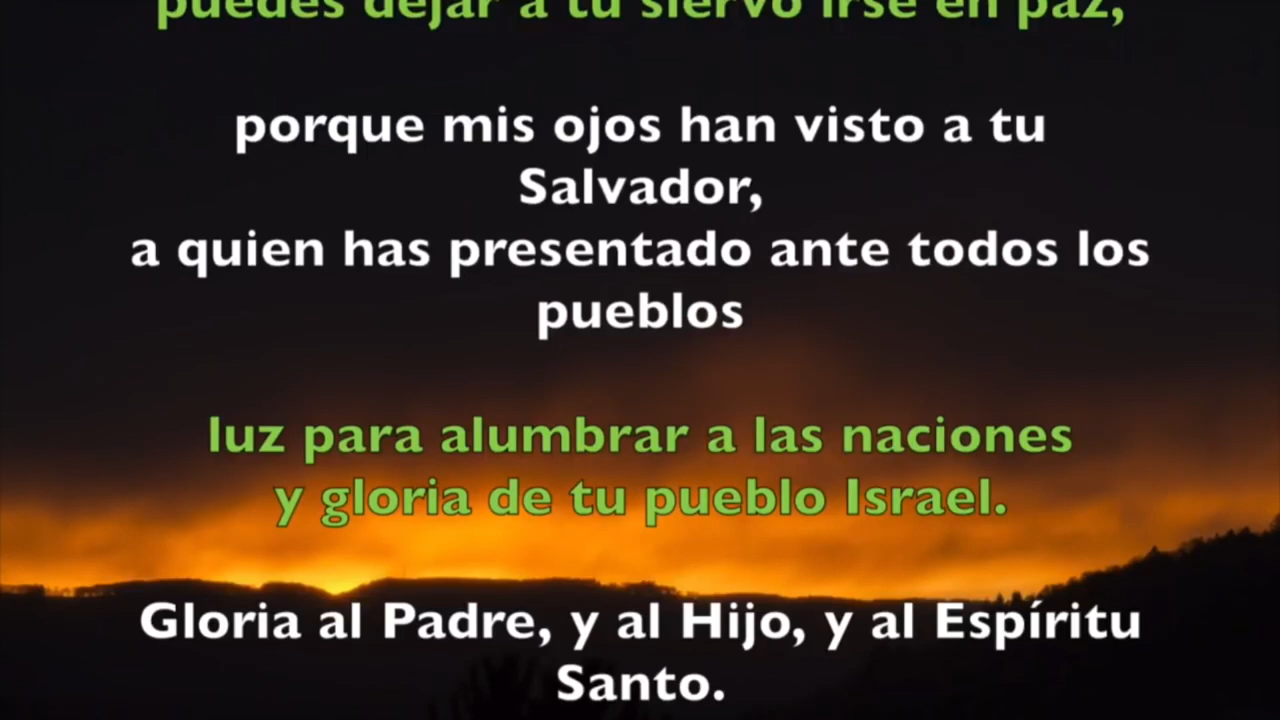 puedes dejar a tu siervo irse en paz,
porque mis ojos han visto a tu
Salvador,
a quien has presentado ante todos los
pueblos
luz para alumbrar a las naciones
y gloria de tu pueblo Israel.
Gloria al Padre, y al Hijo, y al Espíritu
Santo.